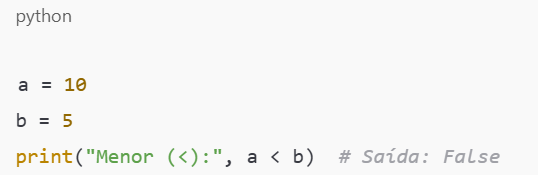 python
a = 10
b = 5
print("Menor (<):", a < b)  # Saída: False